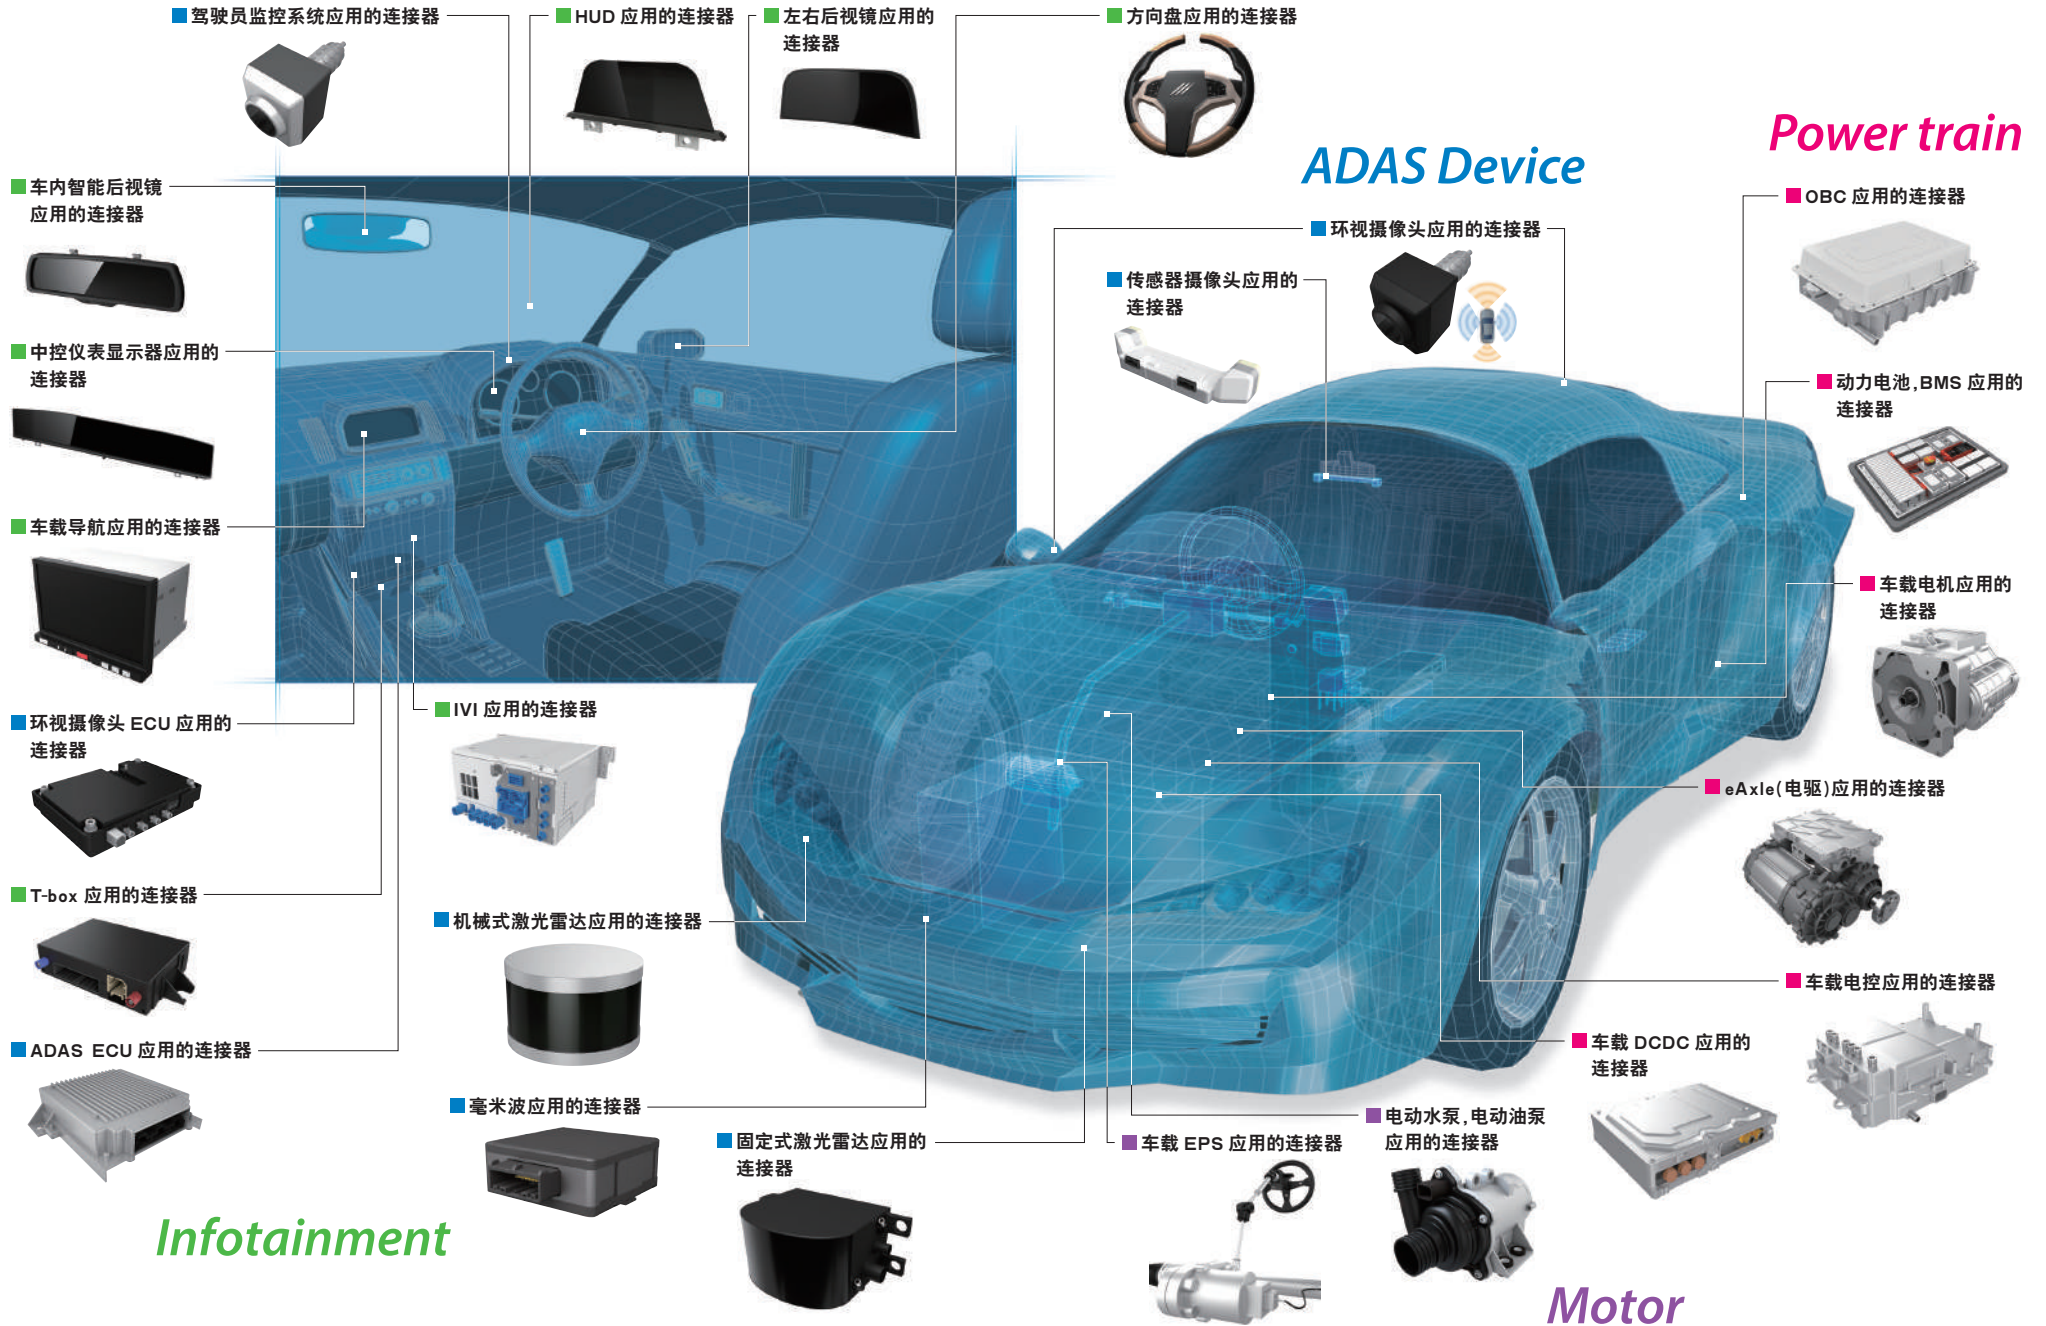 驾驶员监控系统应用的连接器
HUD 应用的连接器
左右后视镜应用的
连接器
方向盘应用的连接器
Power train
ADAS Device
车内智能后视镜
应用的连接器
OBC 应用的连接器
环视摄像头应用的连接器
传感器摄像头应用的
连接器
中控仪表显示器应用的
连接器
动力电池,BMS 应用的
连接器
车载导航应用的连接器
车载电机应用的
连接器
环视摄像头 ECU 应用的
连接器
IVI 应用的连接器
eAxle(电驱)应用的连接器
T-box 应用的连接器
机械式激光雷达应用的连接器
车载电控应用的连接器
ADAS ECU 应用的连接器
车载 DCDC 应用的
连接器
毫米波应用的连接器
固定式激光雷达应用的
连接器
车载 EPS 应用的连接器
电动水泵,电动油泵
应用的连接器
Infotainment
Motor